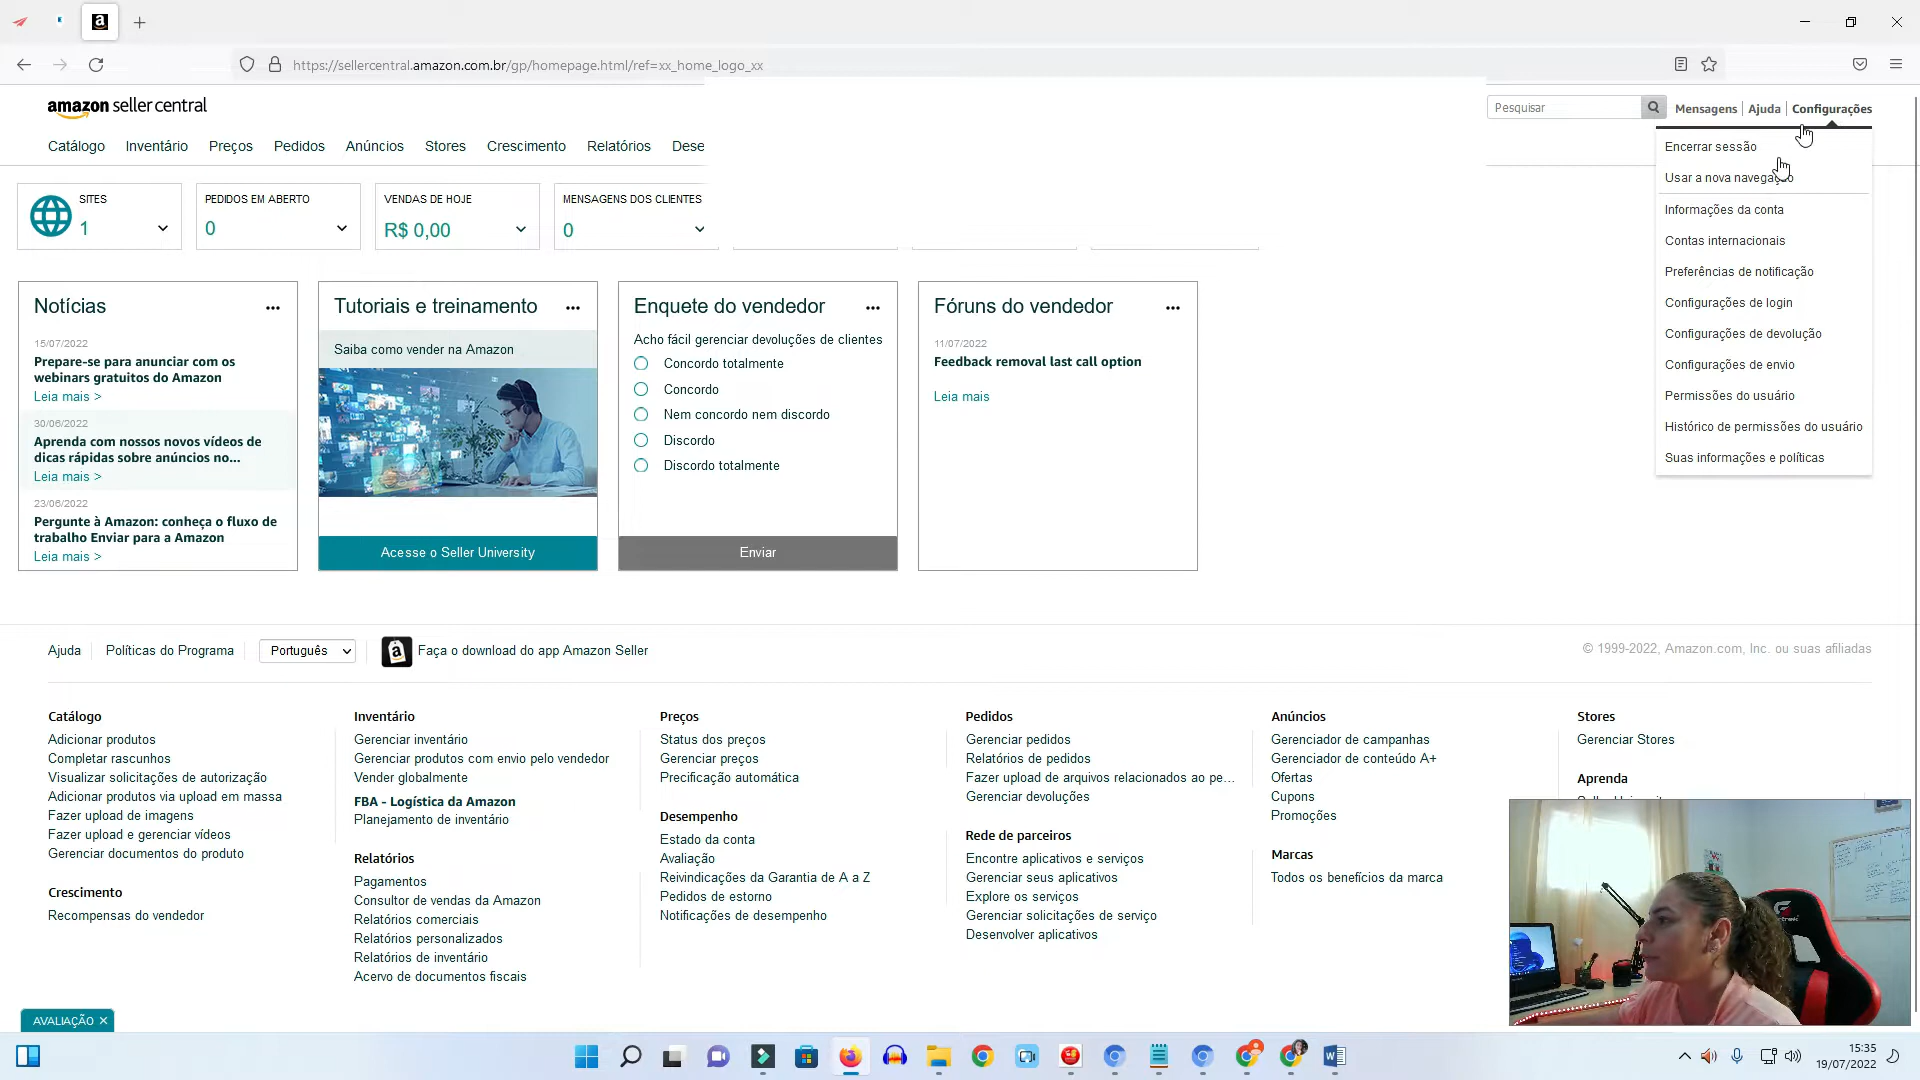 https://sellercentral.amazon.com.br/gp/homepage.html/ref=xx_home_logo_xx
amazon seller central
Pesquisar
Mensagens
Ajuda
Configurações
Catálogo
Inventário
Preços
Pedidos
Anúncios
Stores
Crescimento
Relatórios
Dese
Encerrar sessão
Usar a nova navegação
Informações da conta
Contas internacionais
Preferências de notificação
Configurações de login
Configurações de devolução
Configurações de envio
Permissões do usuário
Histórico de permissões do usuário
Suas informações e políticas
SITES
1
PEDIDOS EM ABERTO
0
VENDAS DE HOJE
R$ 0,00
MENSAGENS DOS CLIENTES
0
Notícias
15/07/2022
Prepare-se para anunciar com os
webinars gratuitos do Amazon
Leia mais >
30/06/2022
Aprenda com nossos novos vídeos de
dicas rápidas sobre anúncios no...
Leia mais >
23/06/2022
Pergunte à Amazon: conheça o fluxo de
trabalho Enviar para a Amazon
Leia mais >
Tutoriais e treinamento
Saiba como vender na Amazon
Acesse o Seller University
Enquete do vendedor
Acho fácil gerenciar devoluções de clientes
Concordo totalmente
Concordo
Nem concordo nem discordo
Discordo
Discordo totalmente
Enviar
Fóruns do vendedor
11/07/2022
Feedback removal last call option
Leia mais
Ajuda
Políticas do Programa
Português
Faça o download do app Amazon Seller
© 1999-2022, Amazon.com, Inc. ou suas afiliadas
Catálogo
Adicionar produtos
Completar rascunhos
Visualizar solicitações de autorização
Adicionar produtos via upload em massa
Fazer upload de imagens
Fazer upload e gerenciar vídeos
Gerenciar documentos do produto
Crescimento
Recompensas do vendedor
Inventário
Gerenciar inventário
Gerenciar produtos com envio pelo vendedor
Vender globalmente
FBA - Logística da Amazon
Planejamento de inventário
Relatórios
Pagamentos
Consultor de vendas da Amazon
Relatórios comerciais
Relatórios personalizados
Relatórios de inventário
Acervo de documentos fiscais
Preços
Status dos preços
Gerenciar preços
Precificação automática
Desempenho
Estado da conta
Avaliação
Reivindicações da Garantia de A a Z
Pedidos de estorno
Notificações de desempenho
Pedidos
Gerenciar pedidos
Relatórios de pedidos
Fazer upload de arquivos relacionados ao pe...
Gerenciar devoluções
Rede de parceiros
Encontre aplicativos e serviços
Gerenciar seus aplicativos
Explore os serviços
Gerenciar solicitações de serviço
Desenvolver aplicativos
Anúncios
Gerenciador de campanhas
Gerenciador de conteúdo A+
Ofertas
Cupons
Promoções
Marcas
Todos os benefícios da marca
Stores
Gerenciar Stores
Aprenda
AVALIAÇÃO ×
15:35
19/07/2022